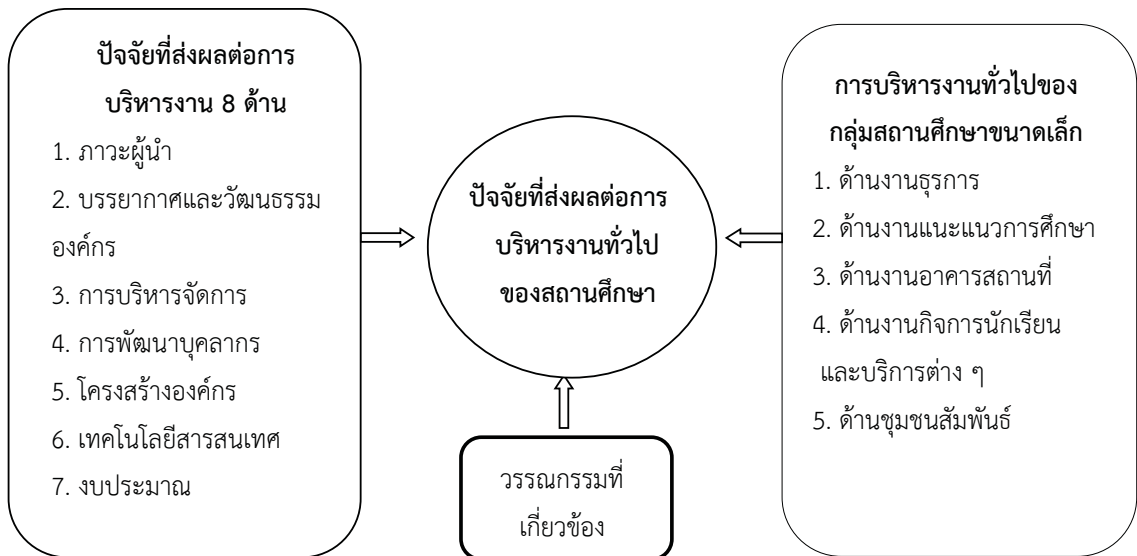 ปัจจัยที่ส่งผลต่อการ
บริหารงาน 8 ด้าน
1. ภาวะผู้นำ
2. บรรยากาศและวัฒนธรรม
องค์กร
3. การบริหารจัดการ
4. การพัฒนาบุคลากร
5. โครงสร้างองค์กร
6. เทคโนโลยีสารสนเทศ
7. งบประมาณ
ปัจจัยที่ส่งผลต่อการ
บริหารงานทั่วไป
ของสถานศึกษา
วรรณกรรมที่
เกี่ยวข้อง
การบริหารงานทั่วไปของ
กลุ่มสถานศึกษาขนาดเล็ก
1. ด้านงานธุรการ
2. ด้านงานแนะแนวการศึกษา
3. ด้านงานอาคารสถานที่
4. ด้านงานกิจการนักเรียน
และบริการต่าง ๆ
5. ด้านชุมชนสัมพันธ์